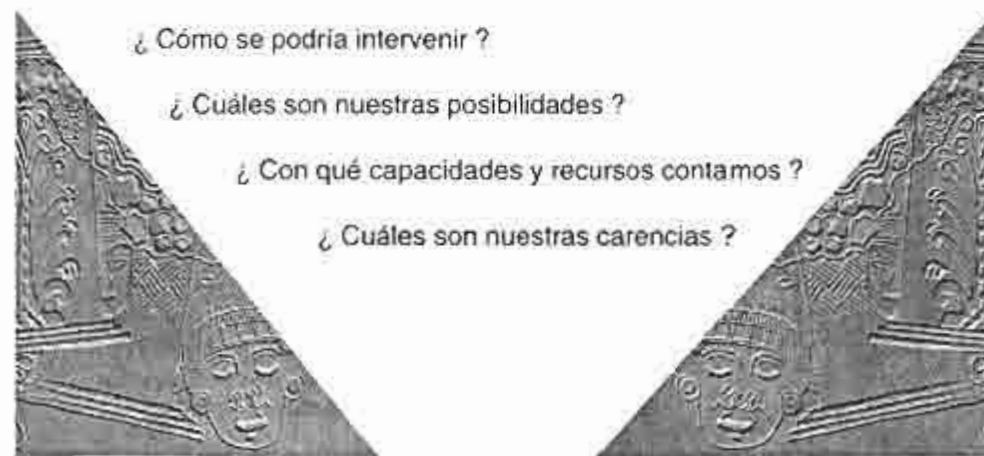 ¿ Cómo se podría intervenir ?
¿ Cuáles son nuestras posibilidades ?
¿ Con qué capacidades y recursos contamos ?
¿ Cuáles son nuestras carencias ?